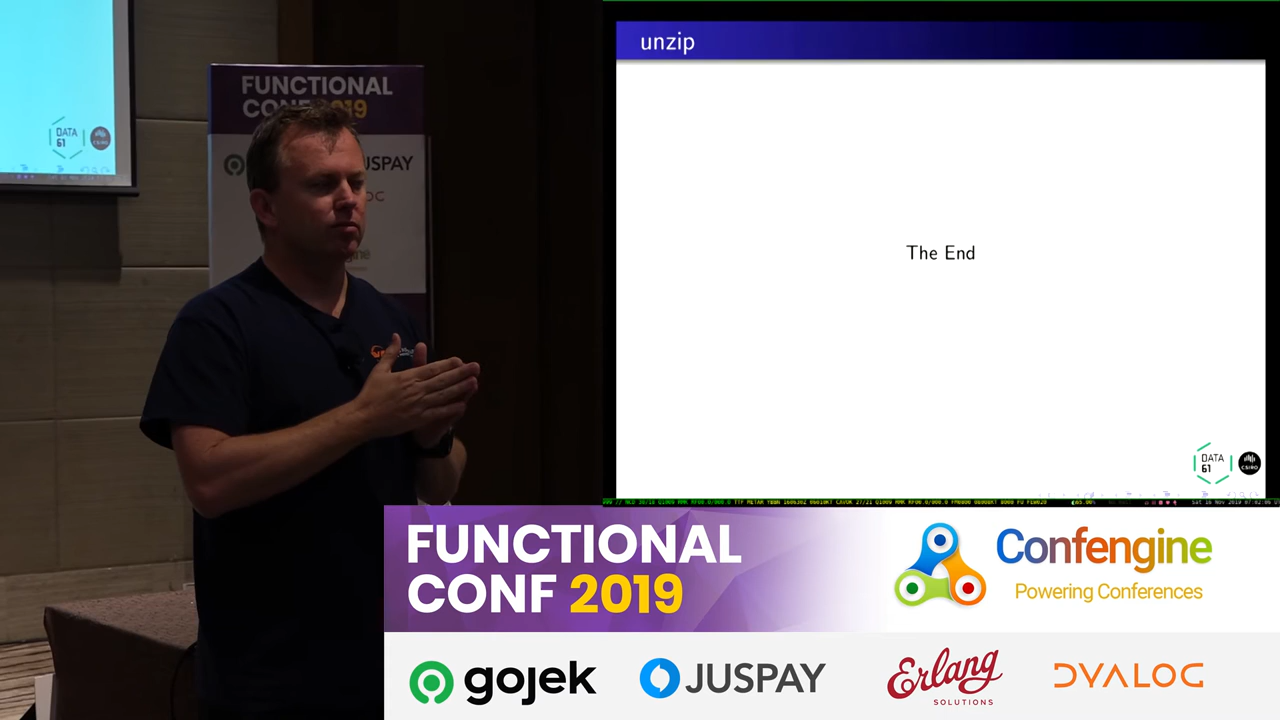 DATA
61
FUNCTIONAL
CONF 2019
JUSPAY
unzip
The End
DATA
61
CSIRO
FUNCTIONAL
CONF 2019
Confengine
Powering Conferences
gojek
JUSPAY
Erlang
SOLUTIONS
DYALOG